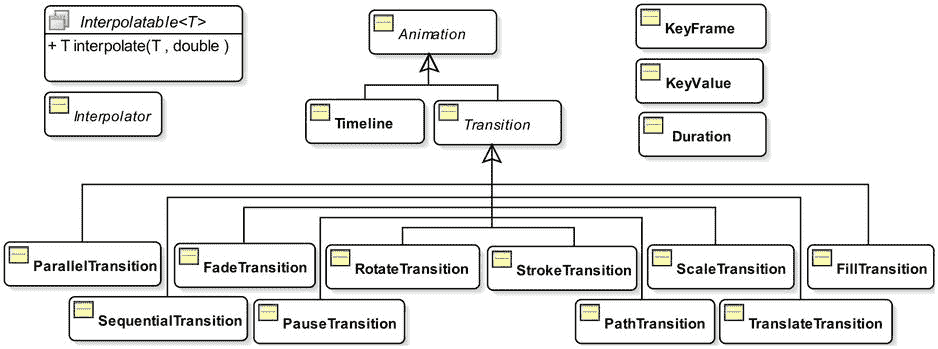 Interpolatable<T>
+ T interpolate(T , double )
Interpolator
Animation
Timeline
Transition
KeyFrame
KeyValue
Duration
ParallelTransition
FadeTransition
RotateTransition
StrokeTransition
ScaleTransition
FillTransition
SequentialTransition
PauseTransition
PathTransition
TranslateTransition